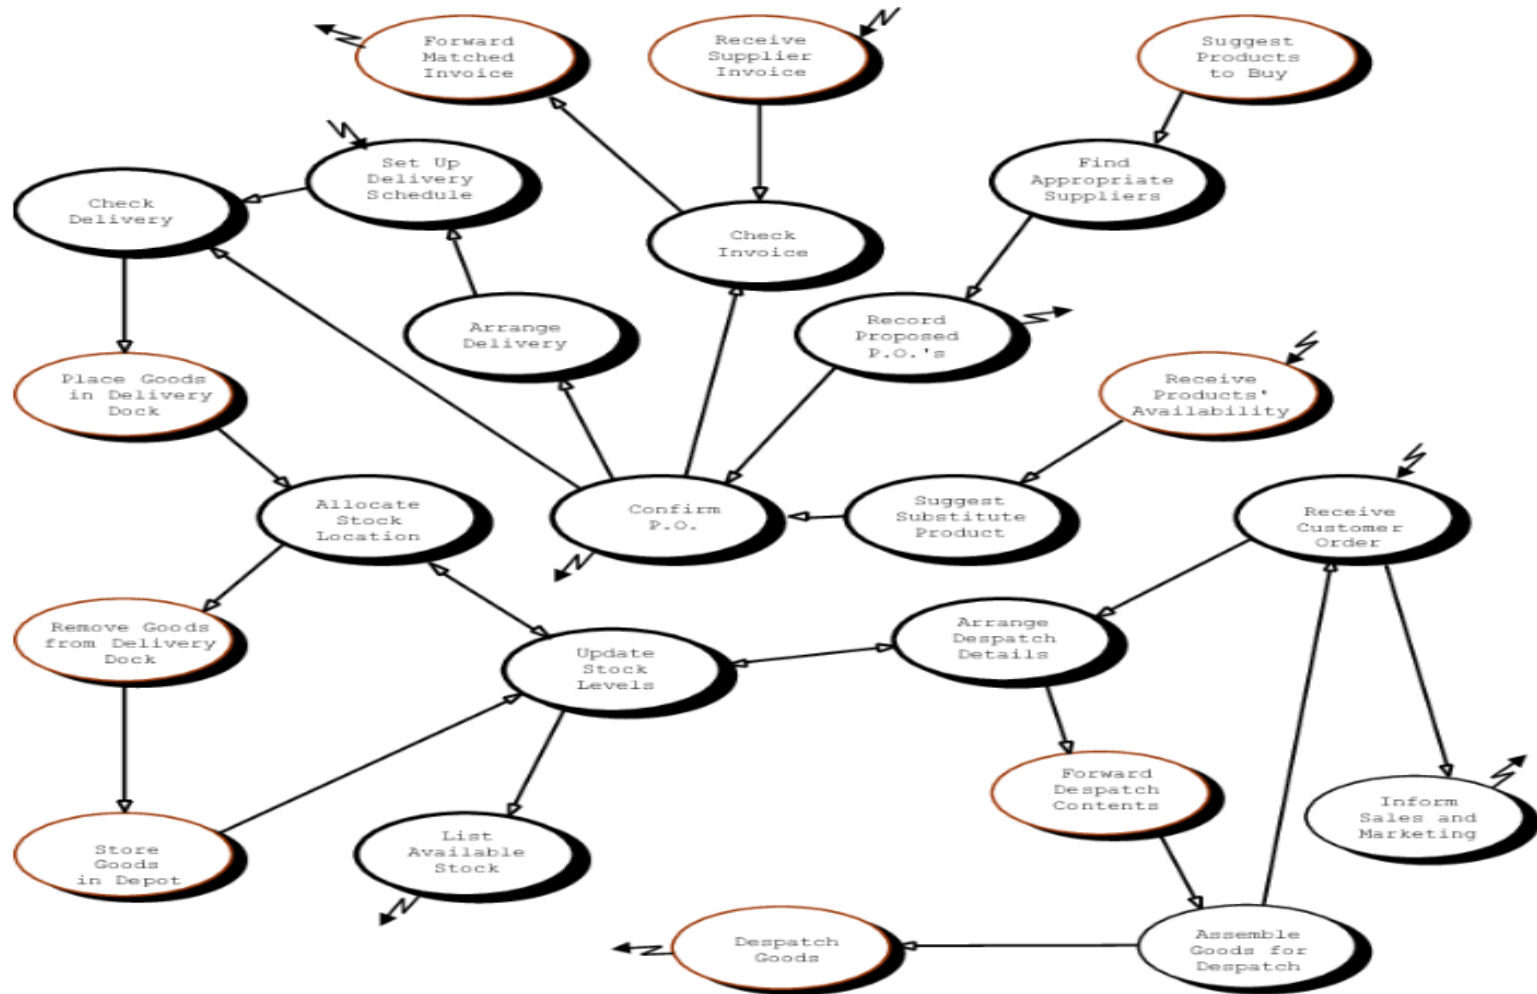 Forward
Matched
Invoice
Receive
Supplier
Invoice
Suggest
Products
to Buy
Set Up
Delivery
Schedule
Find
Appropriate
Suppliers
Check
Delivery
Check
Invoice
Arrange
Delivery
Record
Proposed
P.O.'s
Place Goods
in Delivery
Dock
Receive
Products'
Availability
Allocate
Stock
Location
Confirm
P.O.
Suggest
Substitute
Product
Receive
Customer
Order
Remove Goods
from Delivery
Dock
Update
Stock
Levels
Arrange
Despatch
Details
Forward
Despatch
Contents
Inform
Sales and
Marketing
Store
Goods
in Depot
List
Available
Stock
Despatch
Goods
Assemble
Goods for
Despatch